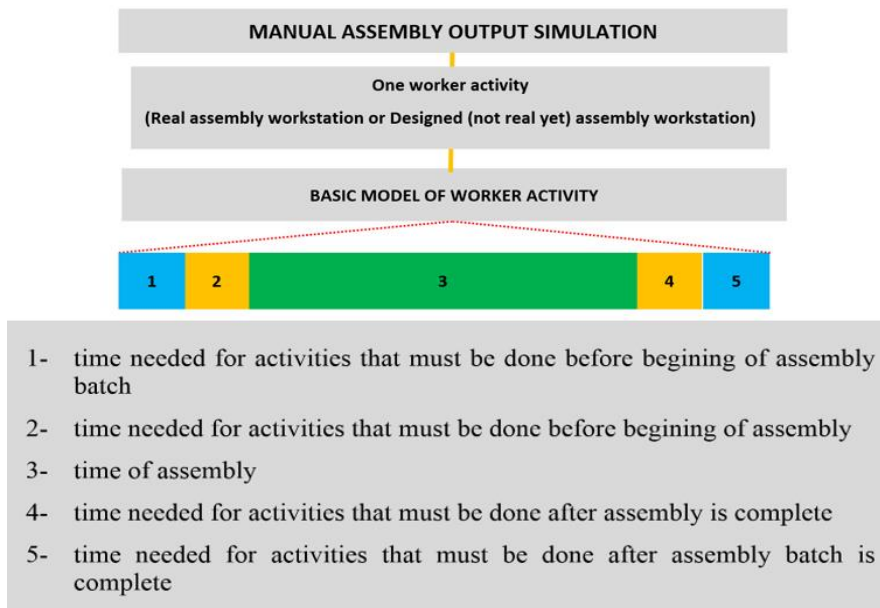 MANUAL ASSEMBLY OUTPUT SIMULATION
One worker activity
(Real assembly workstation or Designed (not real yet) assembly workstation)
BASIC MODEL OF WORKER ACTIVITY
1 2 3 4 5
1- time needed for activities that must be done before begining of assembly
batch
2- time needed for activities that must be done before begining of assembly
3- time of assembly
4- time needed for activities that must be done after assembly is complete
5- time needed for activities that must be done after assembly batch is
complete